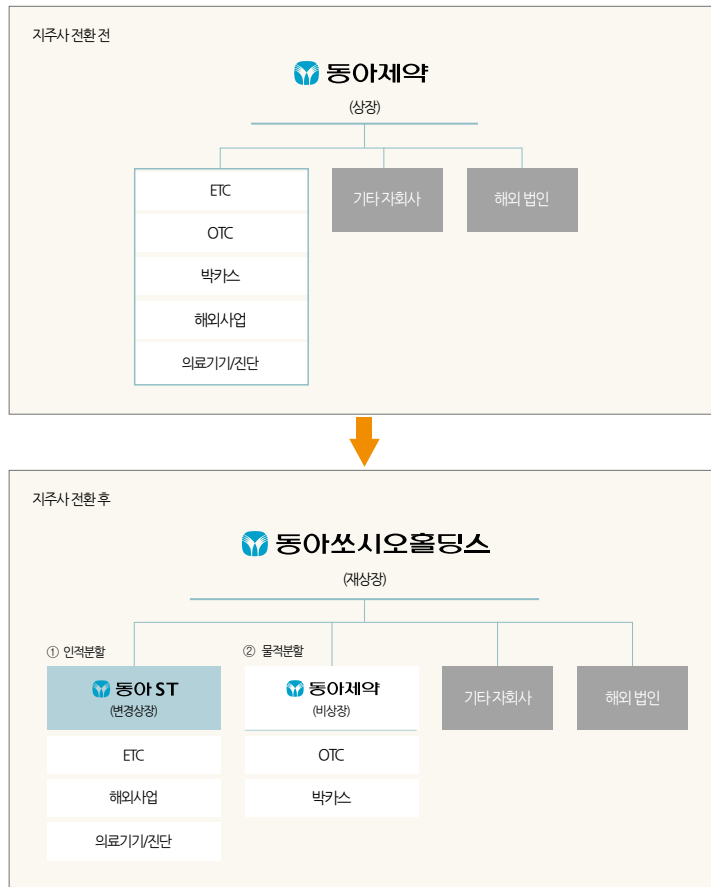 지주사 전환 전
동아제약
(상장)
ETC
OTC
박카스
해외사업
의료기기/진단
기타 자회사
해외 법인
지주사 전환 후
동아쏘시오홀딩스
(재상장)
① 인적분할
동아 ST
(변경상장)
ETC
해외사업
의료기기/진단
② 물적분할
동아제약
(비상장)
OTC
박카스
기타 자회사
해외 법인